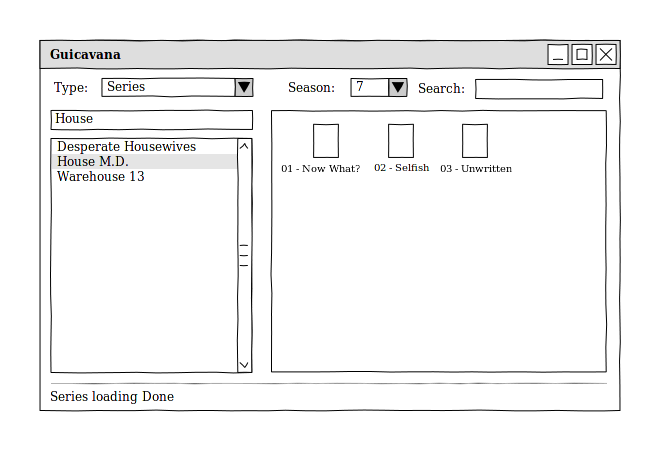 Guicavana
Type: Series Season: 7 Search:
House
Desperate Housewives
House M.D.
Warehouse 13
01 - Now What? 02 - Selfish 03 - Unwritten
Series loading Done